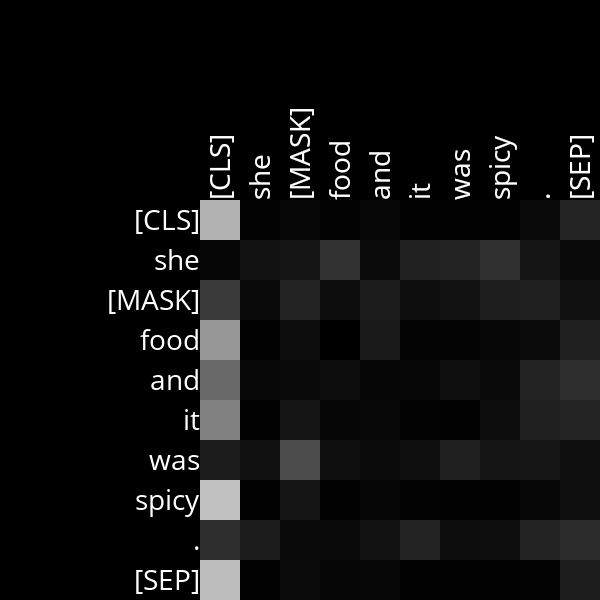 [CLS] she [MASK] food and it was spicy . [SEP]
[CLS]
she
[MASK]
food
and
it
was
spicy
.
[SEP]